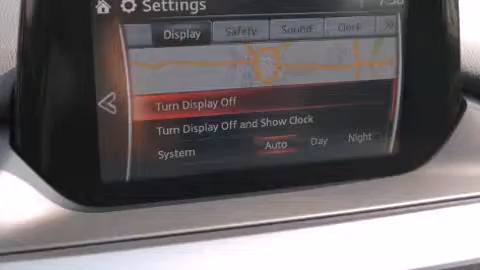 Settings
Display Safety Sound Clock
Turn Display Off
Turn Display Off and Show Clock
System Auto Day Night